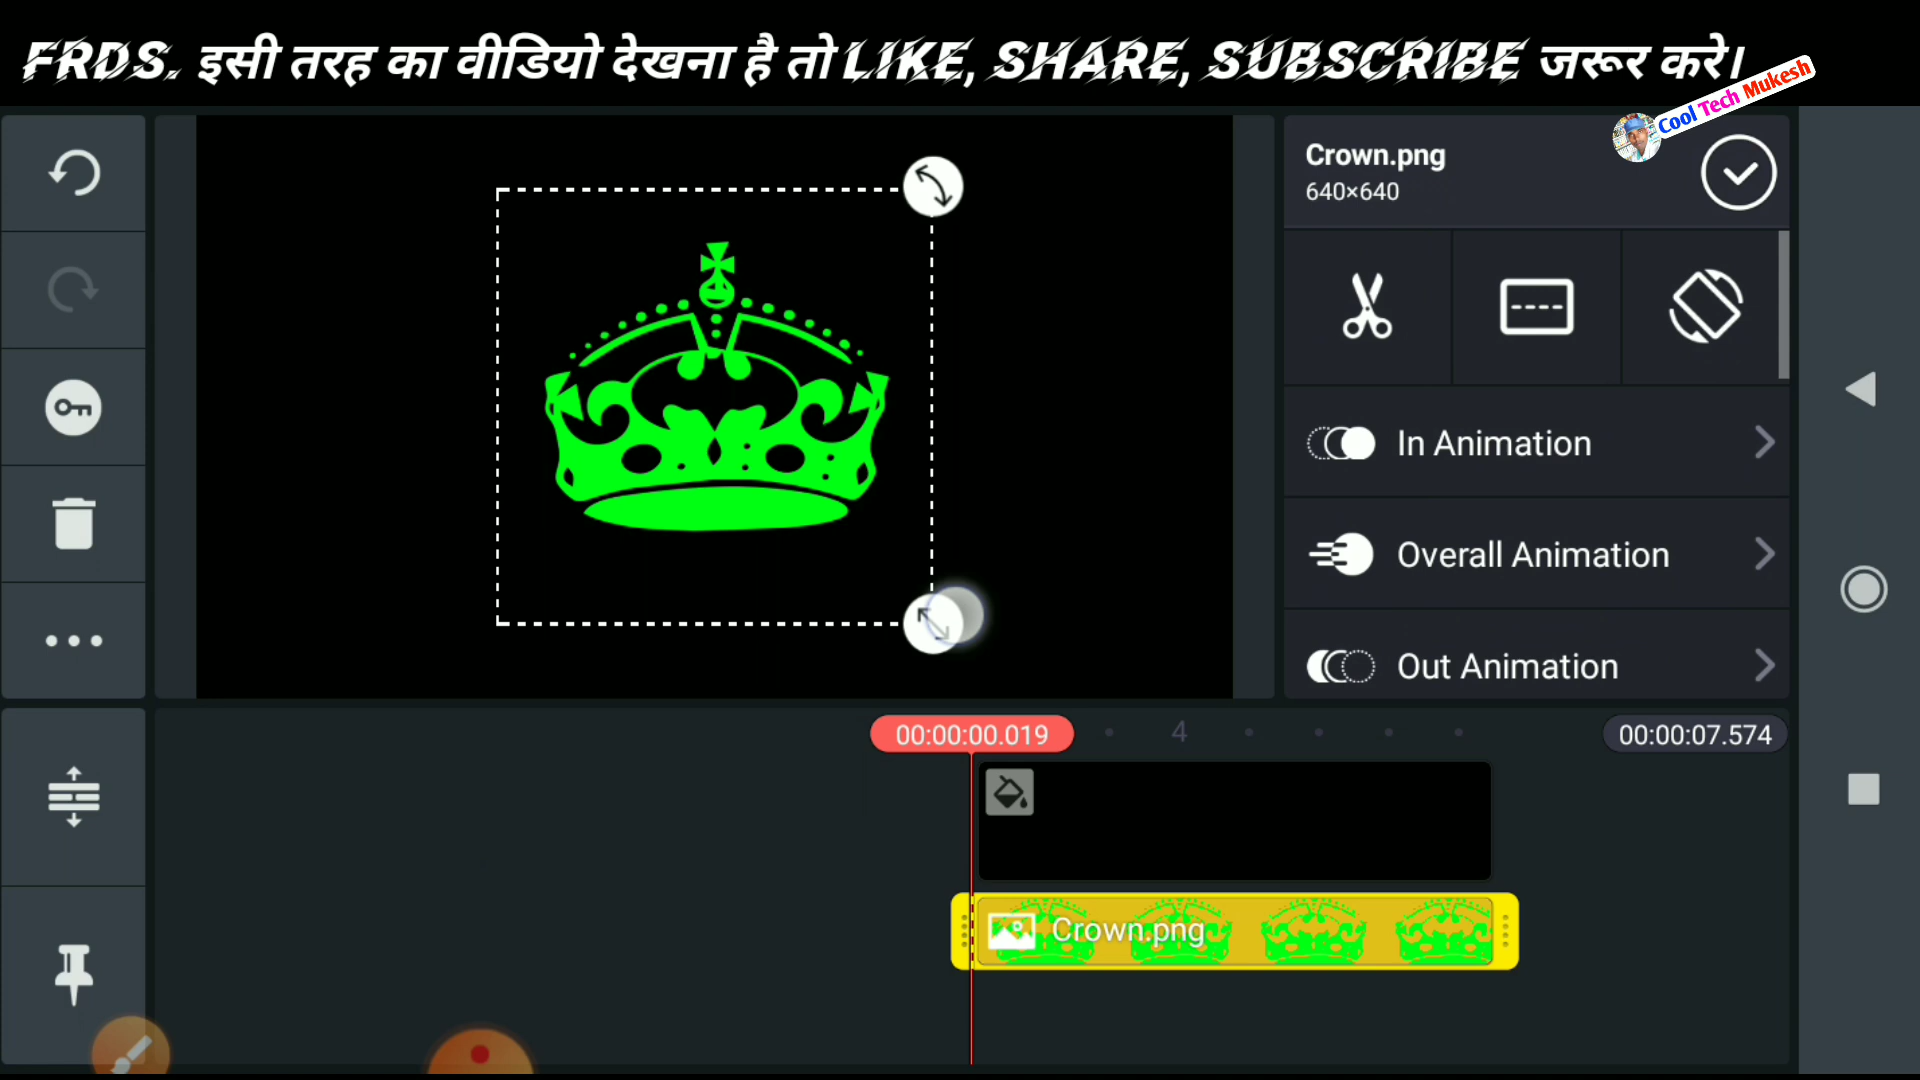 FRDS. इसी तरह का वीडियो देखना है तो LIKE, SHARE, SUBSCRIBE जरूर करे।
Cool Tech Mukesh
Crown.png
640×640
In Animation
Overall Animation
Out Animation
00:00:00.019
4
00:00:07.574
Crown.png